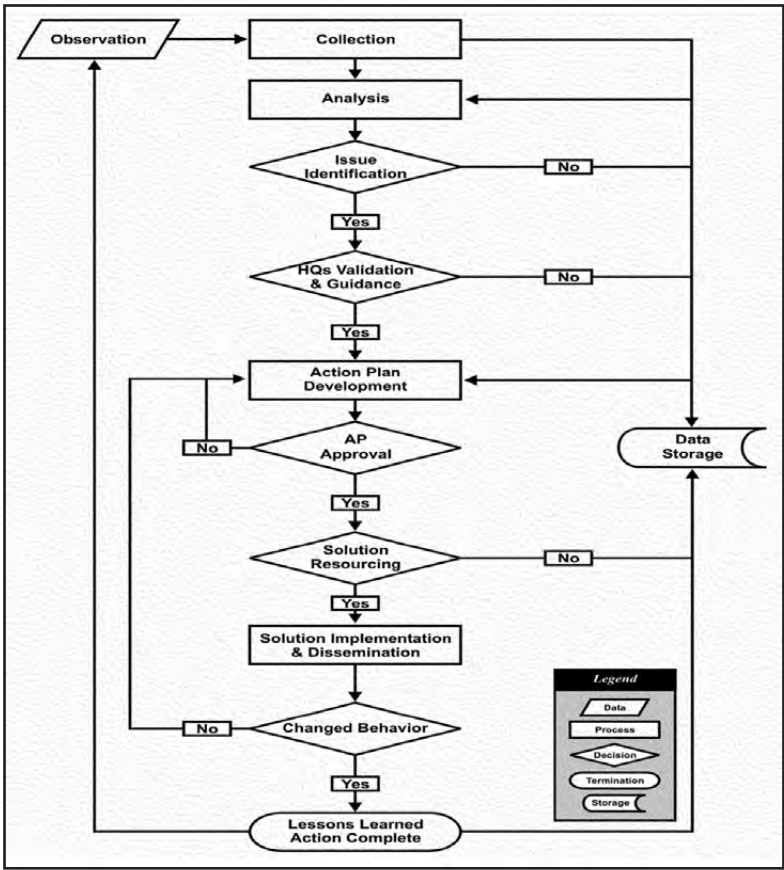 Observation
Collection
Analysis
Issue
Identification
No
Yes
HQs Validation
& Guidance
No
Yes
Action Plan
Development
No
AP
Approval
Data
Storage
Yes
Solution
Resourcing
No
Yes
Solution Implementation
& Dissemination
No
Changed Behavior
Yes
Lessons Learned
Action Complete
Legend
Data
Process
Decision
Termination
Storage